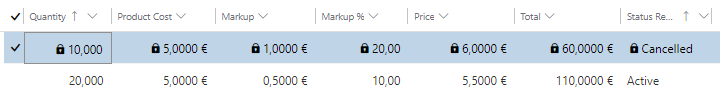 Quantity Product Cost Markup Markup % Price Total Status Re...
10,000 5,0000 € 1,0000 € 20,00 6,0000 € 60,0000 € Cancelled
20,000 5,0000 € 0,5000 € 10,00 5,5000 € 110,0000 € Active